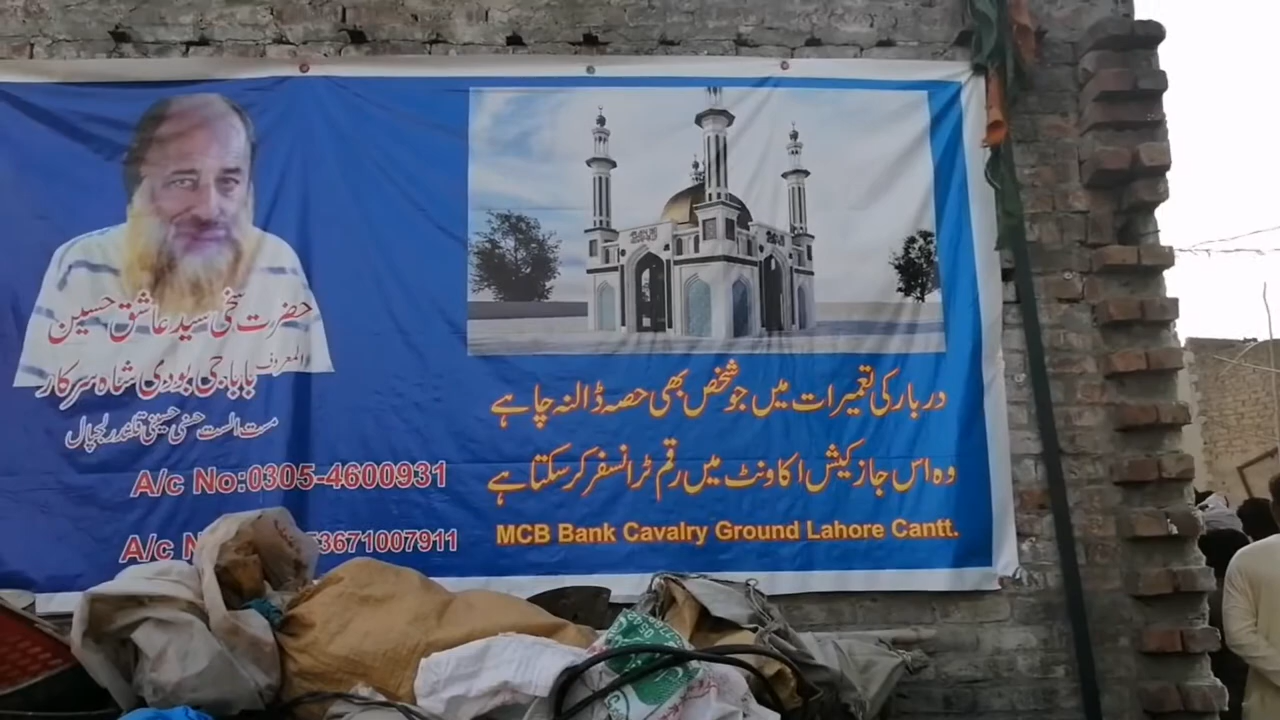 حضرت سخی سید عاشق حسین
المعروف باباجی بودی شاہ سرکار
مست الست حسنی حسینی قلندر لجپال
A/c No:0305-4600931
A/c N 53671007911
دربار کی تعمیرات میں جو شخص بھی حصہ ڈالنہ چاہے
وہ اس جاز کیش اکاونٹ میں رقم ٹرانسفر کر سکتا ہے
MCB Bank Cavalry Ground Lahore Cantt.